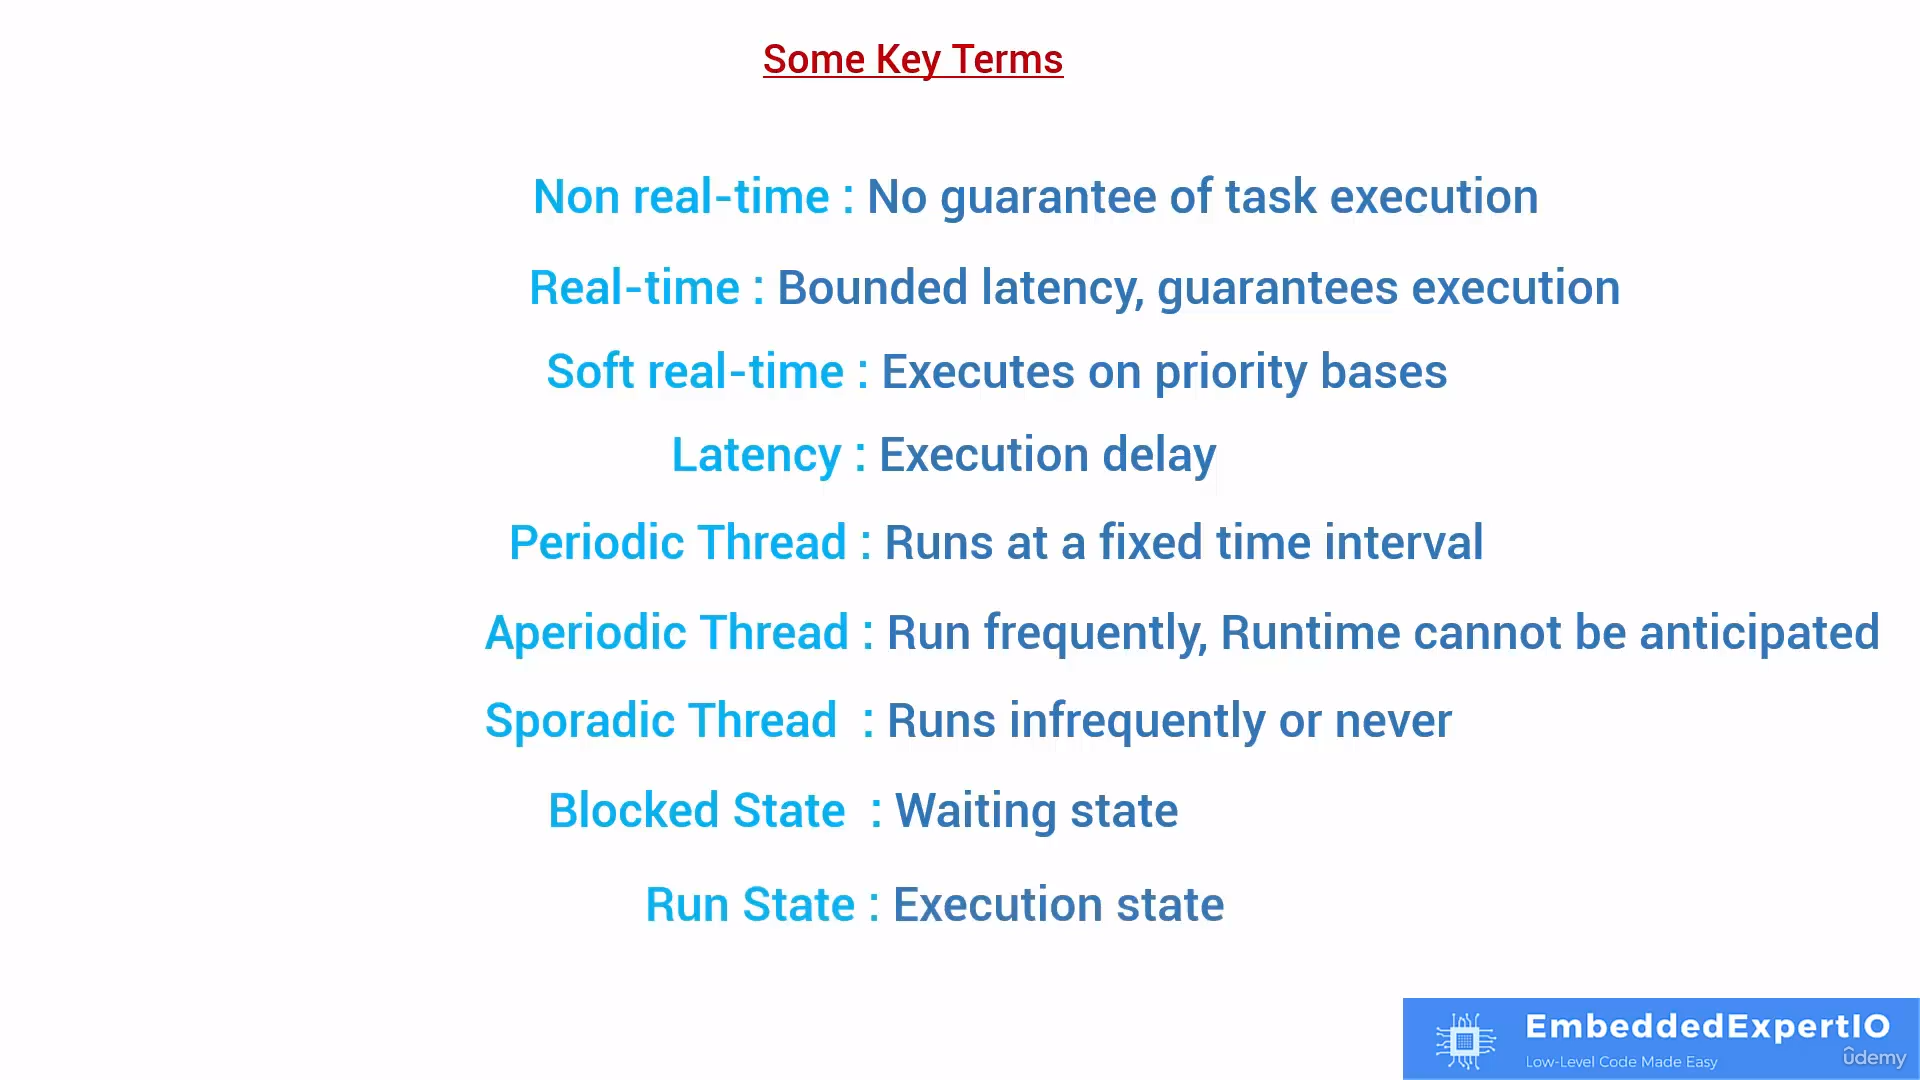 Some Key Terms
Non real-time : No guarantee of task execution
Real-time : Bounded latency, guarantees execution
Soft real-time : Executes on priority bases
Latency : Execution delay
Periodic Thread : Runs at a fixed time interval
Aperiodic Thread : Run frequently, Runtime cannot be anticipated
Sporadic Thread : Runs infrequently or never
Blocked State : Waiting state
Run State : Execution state
EmbeddedExpertIO
Low-Level Code Made Easy
ûdemy